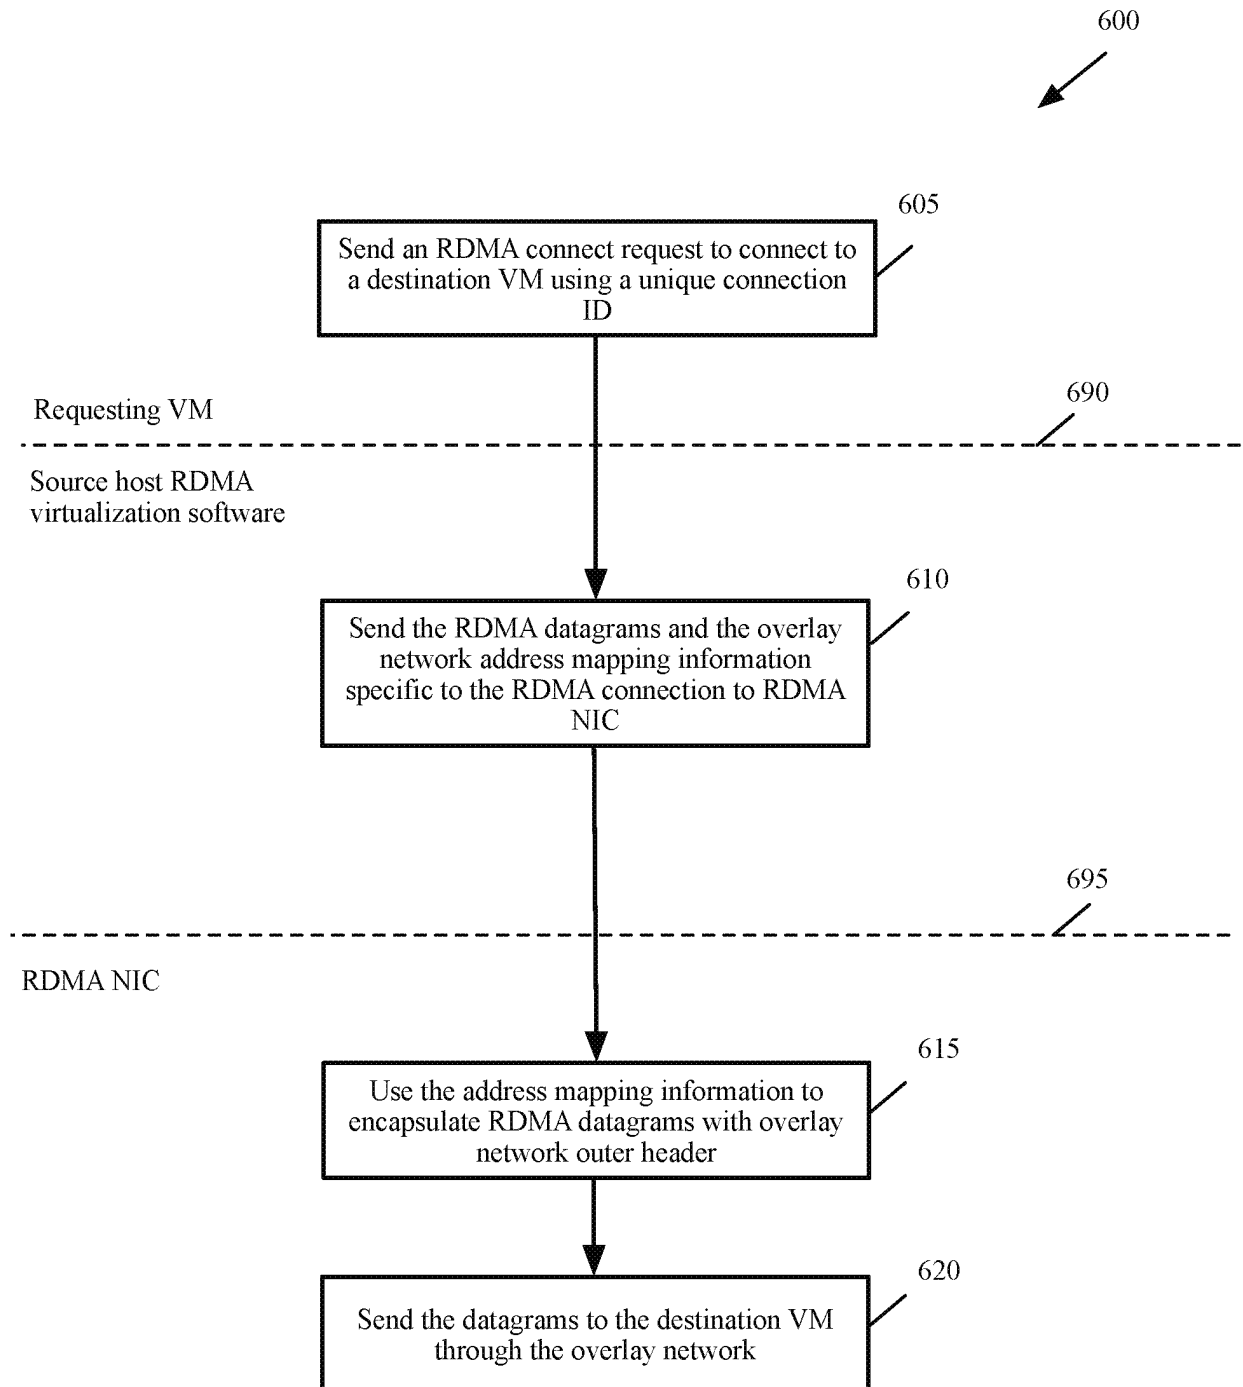 600
605
Send an RDMA connect request to connect to
a destination VM using a unique connection
ID
Requesting VM
690
Source host RDMA
virtualization software
610
Send the RDMA datagrams and the overlay
network address mapping information
specific to the RDMA connection to RDMA
NIC
695
RDMA NIC
615
Use the address mapping information to
encapsulate RDMA datagrams with overlay
network outer header
620
Send the datagrams to the destination VM
through the overlay network